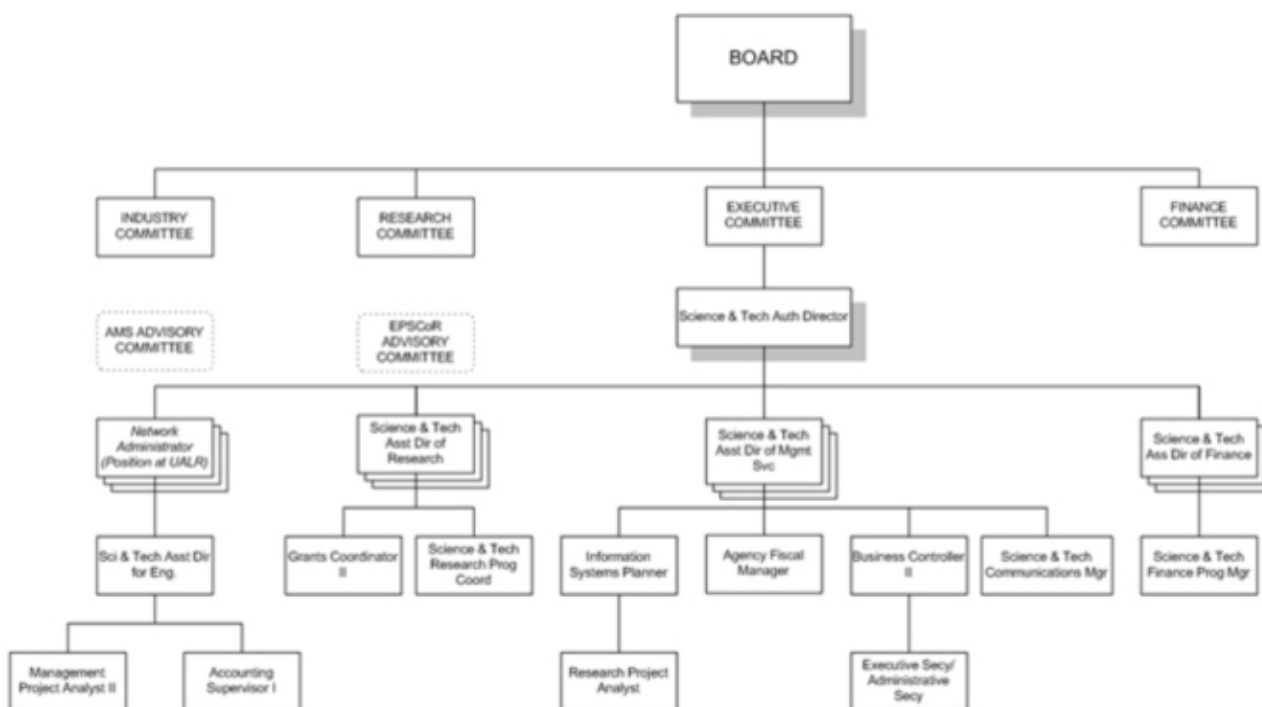 BOARD
INDUSTRY
COMMITTEE
RESEARCH
COMMITTEE
EXECUTIVE
COMMITTEE
FINANCE
COMMITTEE
AMS ADVISORY
COMMITTEE
EPSCoR
ADVISORY
COMMITTEE
Science & Tech Auth Director
Network
Administrator
(Position at UALR)
Science & Tech
Asst Dir of
Research
Science & Tech
Asst Dir of Mgmt
Svc
Science & Tech
Ass Dir of Finance
Sci & Tech Asst Dir
for Eng.
Grants Coordinator
II
Science & Tech
Research Prog
Coord
Information
Systems Planner
Agency Fiscal
Manager
Business Controller
II
Science & Tech
Communications Mgr
Science & Tech
Finance Prog Mgr
Management
Project Analyst II
Accounting
Supervisor I
Research Project
Analyst
Executive Secy/
Administrative
Secy